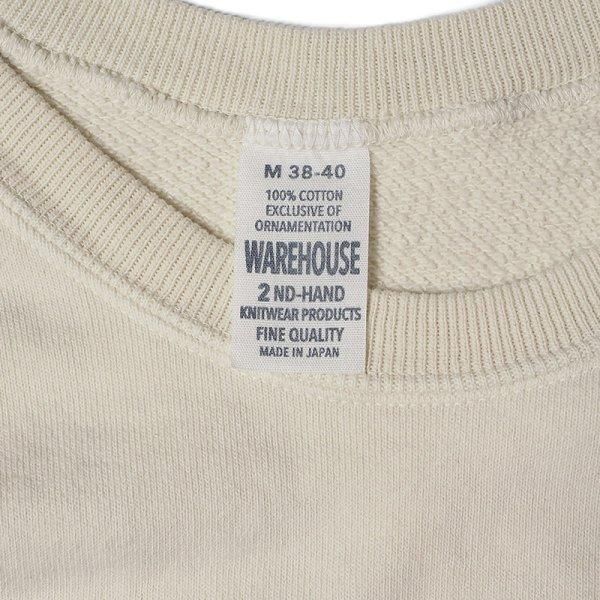 M 38-40
100% COTTON
EXCLUSIVE OF
ORNAMENTATION
WAREHOUSE
2 ND-HAND
KNITWEAR PRODUCTS
FINE QUALITY
MADE IN JAPAN